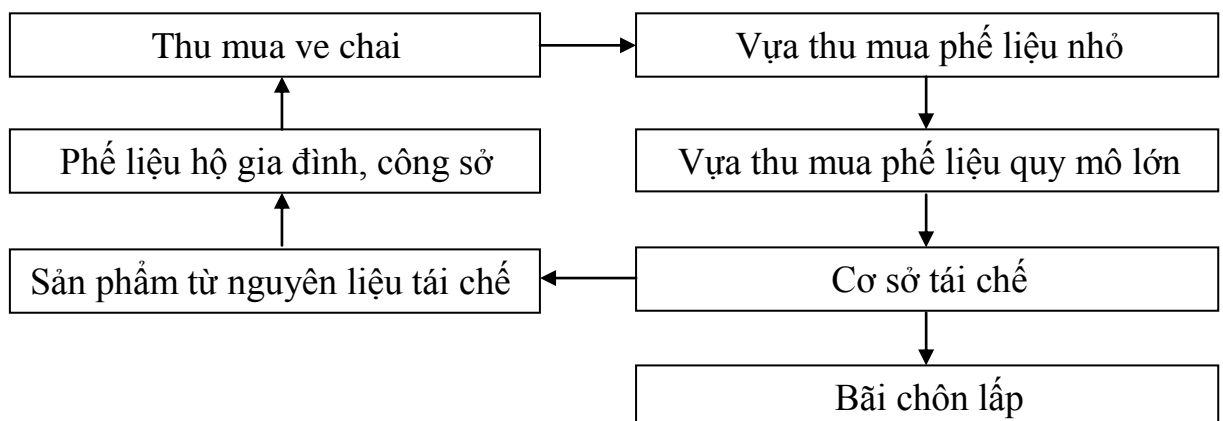 Thu mua ve chai
Vựa thu mua phế liệu nhỏ
Phế liệu hộ gia đình, công sở
Vựa thu mua phế liệu quy mô lớn
Sản phẩm từ nguyên liệu tái chế
Cơ sở tái chế
Bãi chôn lấp